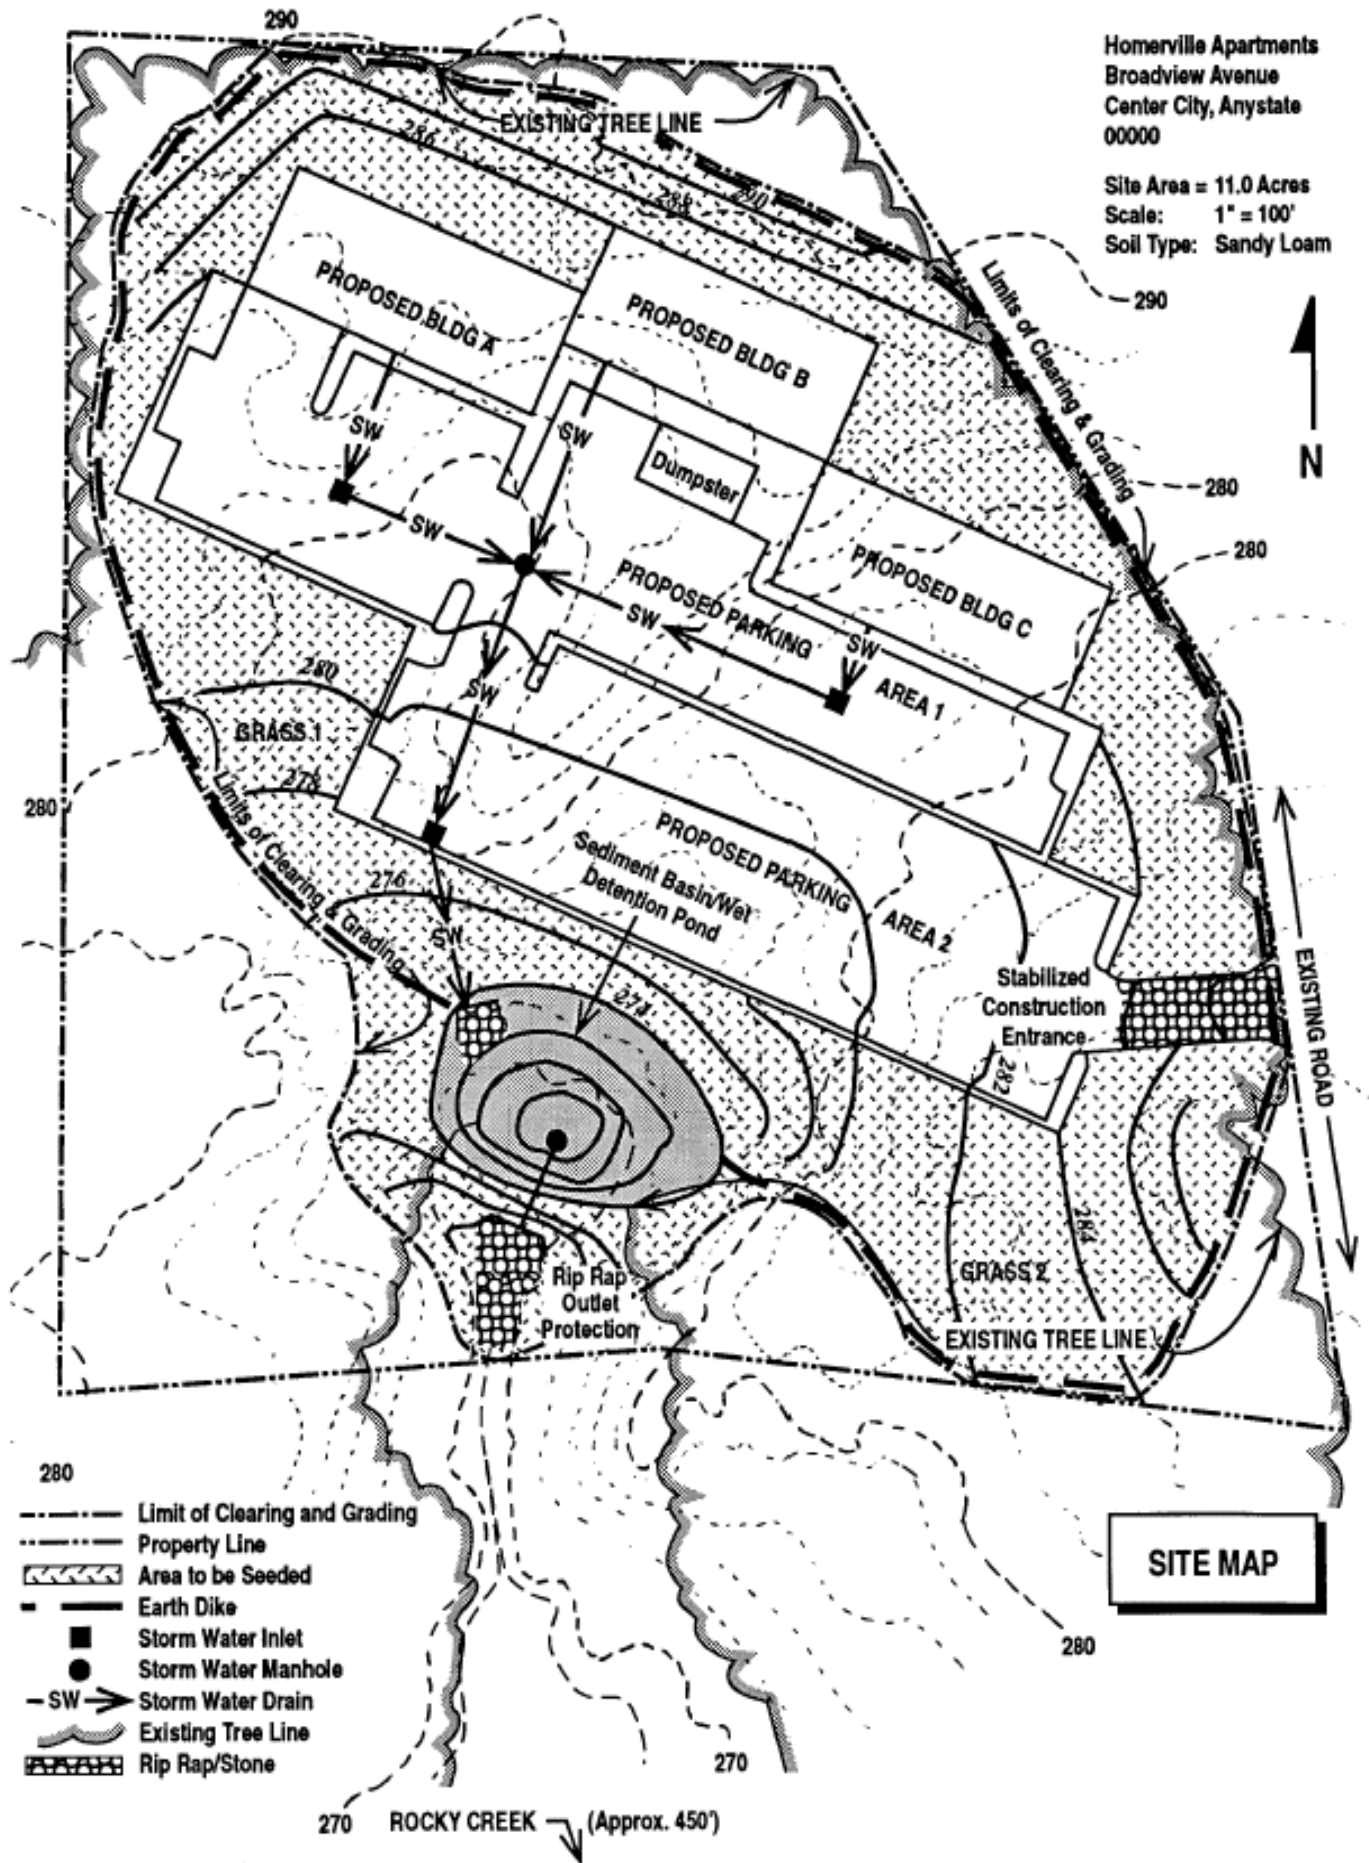 290
Homerville Apartments
Broadview Avenue
Center City, Anystate
00000
Site Area = 11.0 Acres
Scale: 1" = 100'
Soil Type: Sandy Loam
EXISTING TREE LINE
286
288
290
Limits of Clearing & Grading
290
N
PROPOSED BLDG A
PROPOSED BLDG B
SW
SW
Dumpster
280
SW
280
PROPOSED BLDG C
PROPOSED PARKING
AREA 1
SW
SW
280
SW
GRASS 1
278
280
Limits of Clearing & Grading
PROPOSED PARKING
AREA 2
Sediment Basin/Wet
Detention Pond
276
SW
274
Stabilized
Construction
Entrance
EXISTING ROAD
282
284
GRASS 2
Rip Rap
Outlet
Protection
EXISTING TREE LINE
280
Limit of Clearing and Grading
Property Line
Area to be Seeded
Earth Dike
Storm Water Inlet
Storm Water Manhole
SW Storm Water Drain
Existing Tree Line
Rip Rap/Stone
SITE MAP
280
270
270
ROCKY CREEK (Approx. 450')